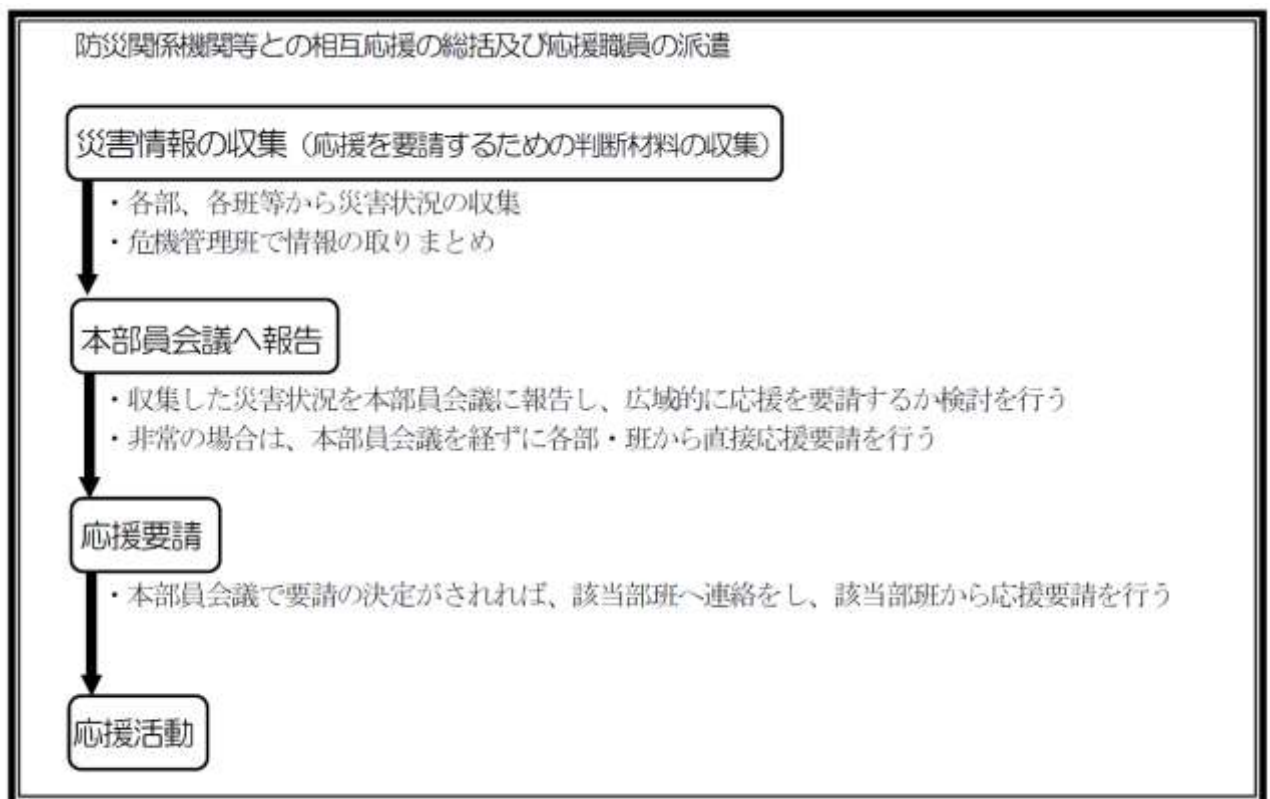 防災関係機関等との相互応援の総括及び応援職員の派遣
災害情報の収集（応援を要請するための判断材料の収集）
・各部、各班等から災害状況の収集
・危機管理班で情報の取りまとめ
本部員会議へ報告
・収集した災害状況を本部員会議に報告し、広域的に応援を要請するか検討を行う
・非常の場合は、本部員会議を経ずに各部・班から直接応援要請を行う
応援要請
・本部員会議で要請の決定がされれば、該当部班へ連絡をし、該当部班から応援要請を行う
応援活動